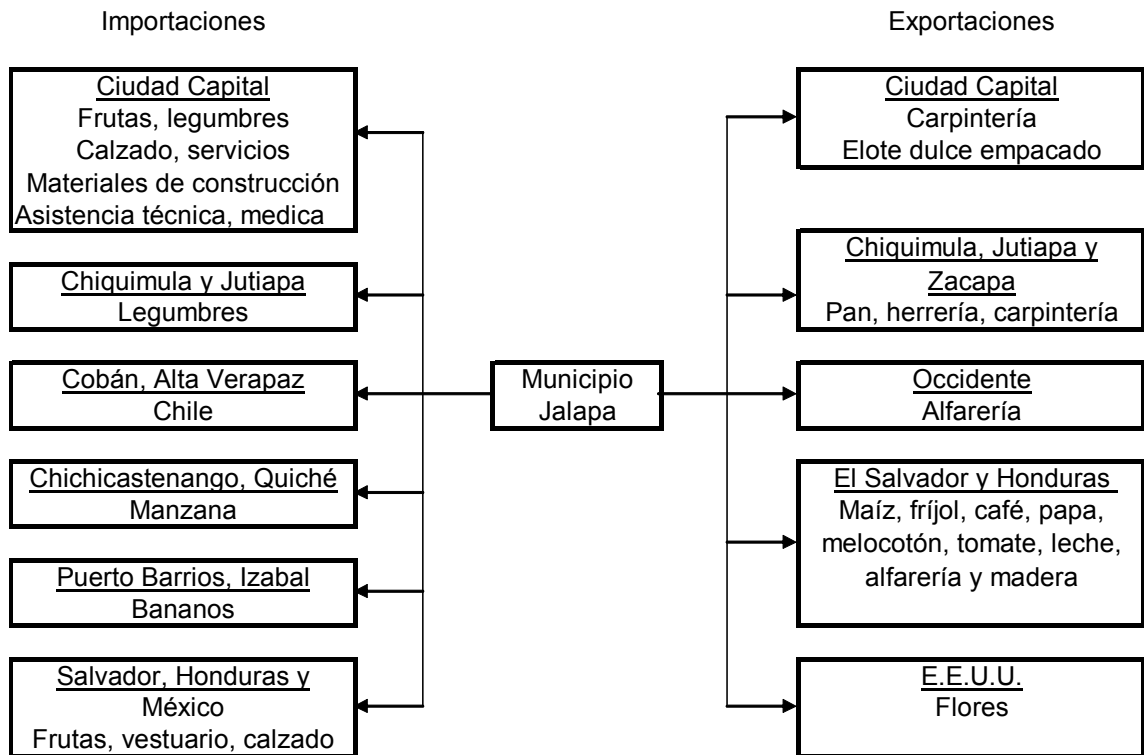 Importaciones
Ciudad Capital
Frutas, legumbres
Calzado, servicios
Materiales de construcción
Asistencia técnica, medica
Chiquimula y Jutiapa
Legumbres
Cobán, Alta Verapaz
Chile
Chichicastenango, Quiché
Manzana
Puerto Barrios, Izabal
Bananos
Salvador, Honduras y
México
Frutas, vestuario, calzado
Municipio
Jalapa
Exportaciones
Ciudad Capital
Carpintería
Elote dulce empacado
Chiquimula, Jutiapa y
Zacapa
Pan, herrería, carpintería
Occidente
Alfarería
El Salvador y Honduras
Maíz, fríjol, café, papa,
melocotón, tomate, leche,
alfarería y madera
E.E.U.U.
Flores